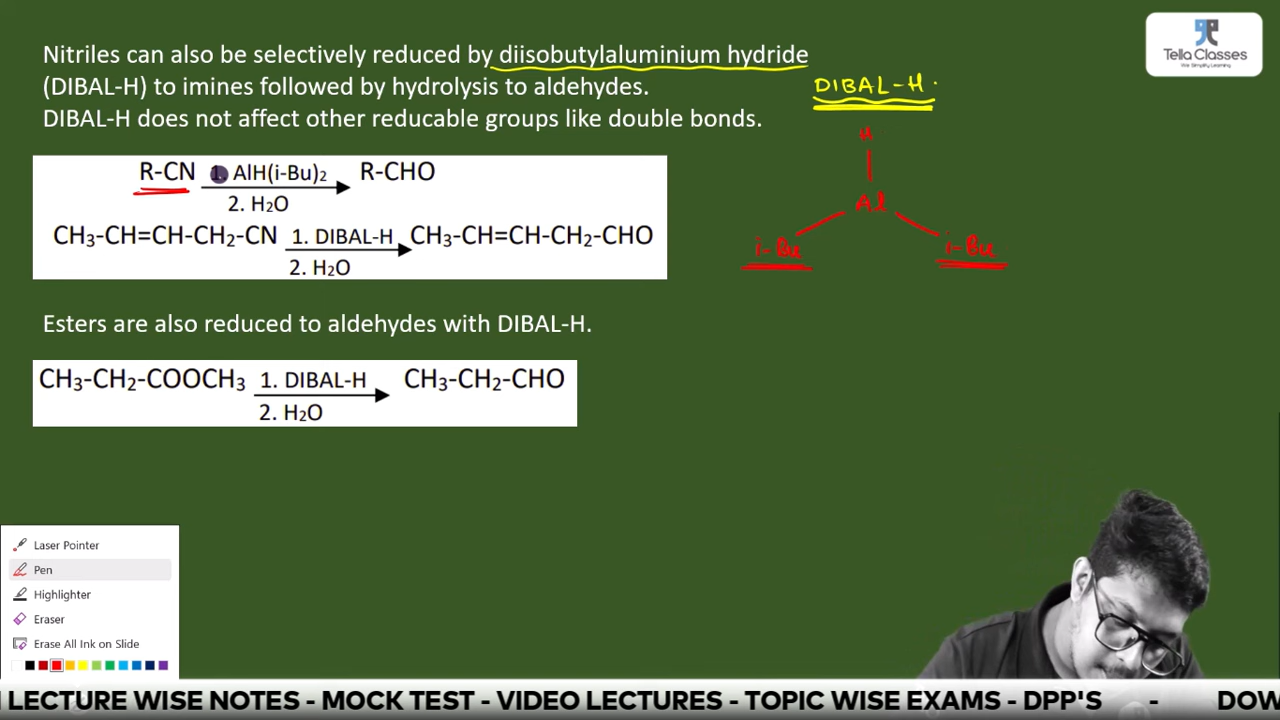 Nitriles can also be selectively reduced by diisobutylaluminium hydride
(DIBAL-H) to imines followed by hydrolysis to aldehydes.
DIBAL-H does not affect other reducable groups like double bonds.
R-CN 1. AlH(i-Bu)₂ R-CHO
2. H₂O
CH₃-CH=CH-CH₂-CN 1. DIBAL-H CH₃-CH=CH-CH₂-CHO
2. H₂O
Esters are also reduced to aldehydes with DIBAL-H.
CH₃-CH₂-COOCH₃ 1. DIBAL-H CH₃-CH₂-CHO
2. H₂O
Tella Classes
DIBAL-H.
H
Al
i-Bu i-Bu
Laser Pointer
Pen
Highlighter
Eraser
Erase All Ink on Slide
LECTURE WISE NOTES - MOCK TEST - VIDEO LECTURES - TOPIC WISE EXAMS - DPP'S - DOW